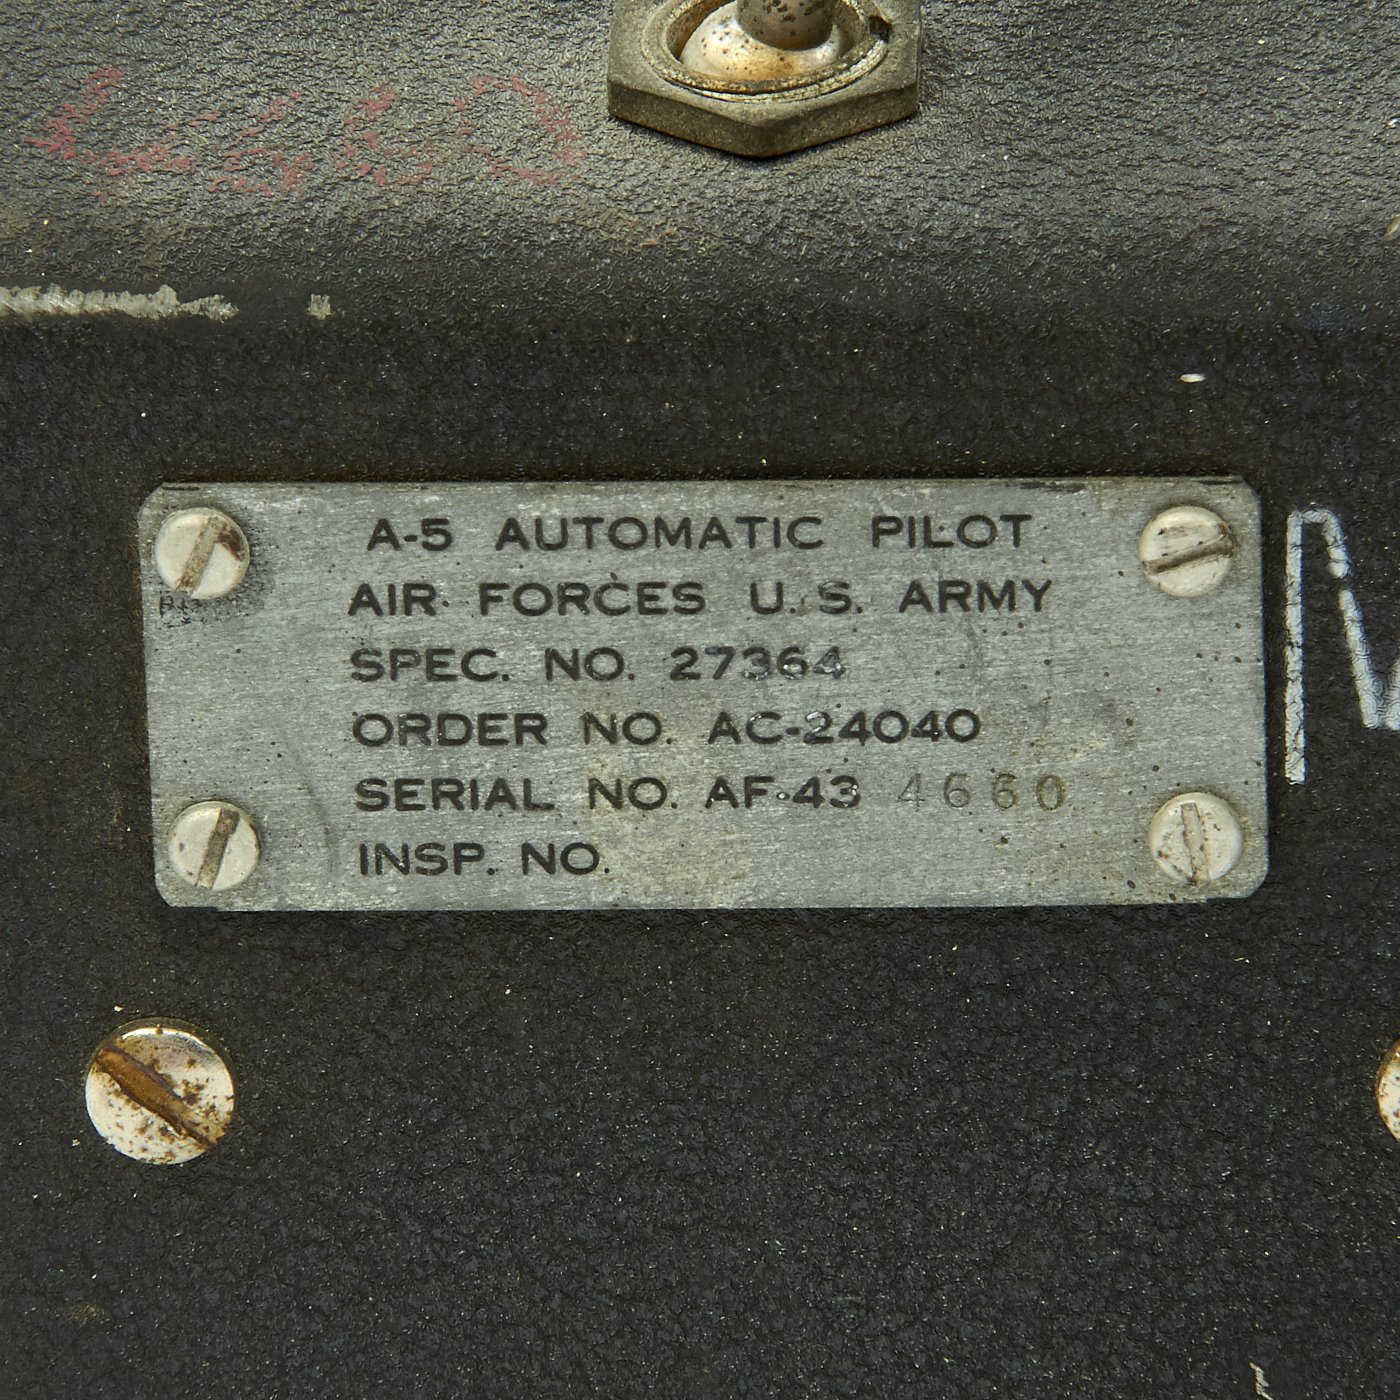 A-5 AUTOMATIC PILOT
AIR FORCES U. S. ARMY
SPEC. NO. 27364
ORDER NO. AC-24040
SERIAL NO. AF-43 4660
INSP. NO.